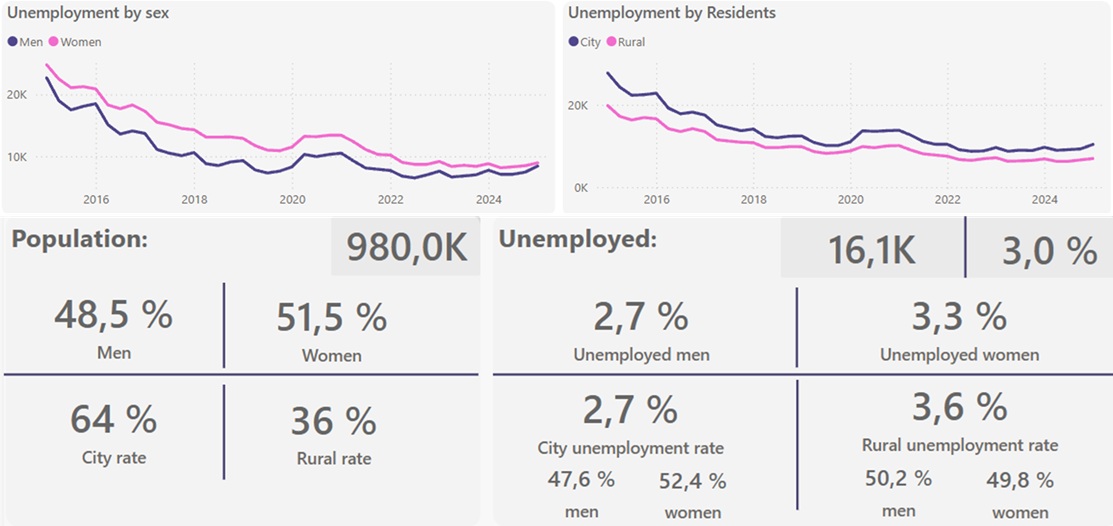 Unemployment by sex
Men Women
20K
10K
2016 2018 2020 2022 2024
Unemployment by Residents
City Rural
20K
0K
2016 2018 2020 2022 2024
Population:
980,0K
48,5 %
Men
51,5 %
Women
64 %
City rate
36 %
Rural rate
Unemployed:
16,1K
3,0 %
2,7 %
Unemployed men
3,3 %
Unemployed women
2,7 %
City unemployment rate
47,6 %
men
52,4 %
women
3,6 %
Rural unemployment rate
50,2 %
men
49,8 %
women